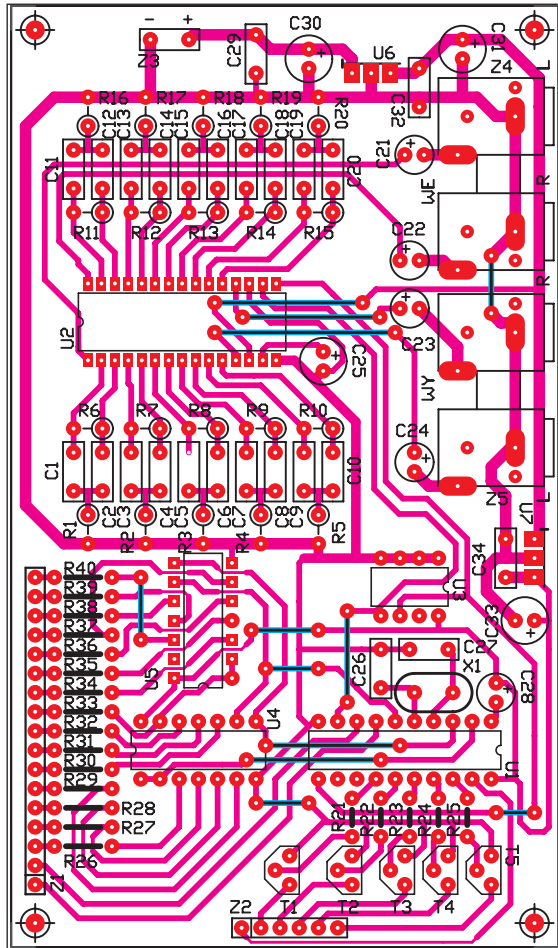 - +
Z3
C29
C30
U6
C31
Z4
L
C32
R16
R17
R18
R19
R20
C11
C12
C13
C14
C15
C16
C17
C18
C19
C20
C21
WE
R
R11
R12
R13
R14
R15
C22
R
U2
C23
C25
WY
R6
R7
R8
R9
R10
C24
C1
C2
C3
C4
C5
C6
C7
C8
C9
C10
Z5
L
R1
R2
R3
R4
R5
U7
C34
R40
R39
R38
R37
R36
R35
R34
R33
R32
R31
R30
R29
R28
R27
R26
U5
U3
C33
C26
C27
X1
C28
U4
U1
R21
R22
R23
R24
R25
Z1
Z2
T1
T2
T3
T4
T5